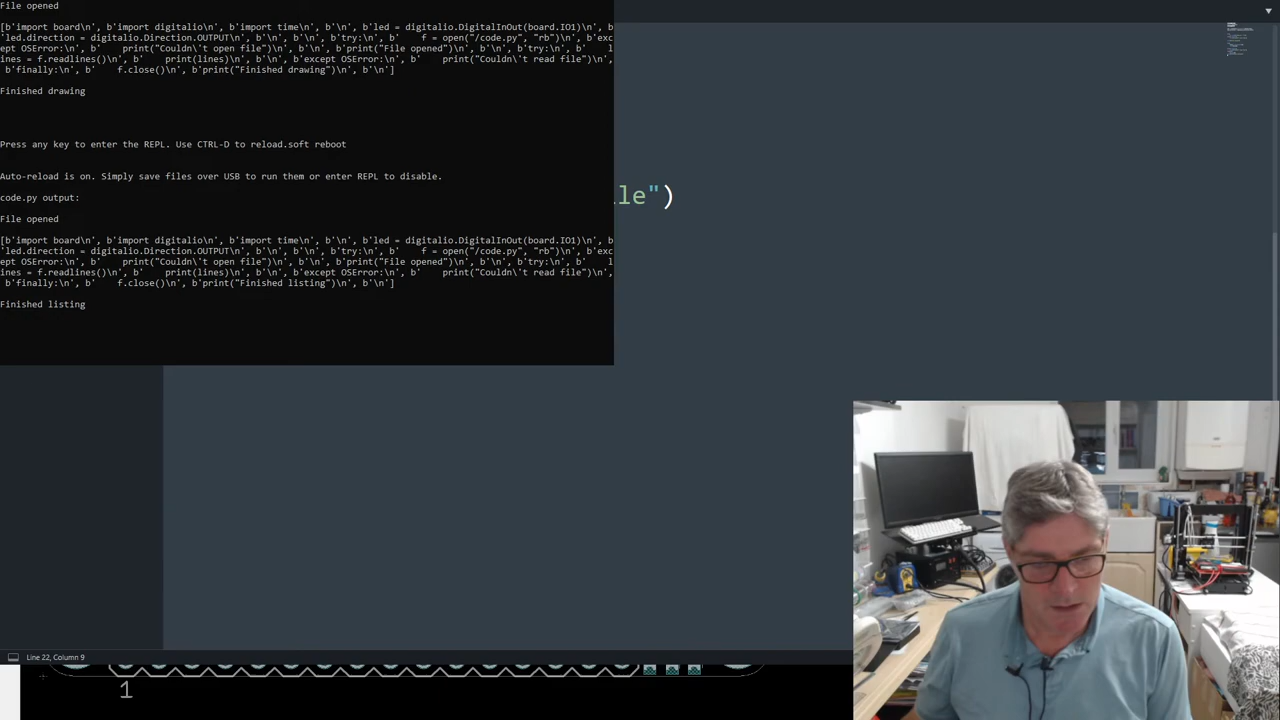 File opened
[b'import board\n', b'import digitalio\n', b'import time\n', b'\n', b'led = digitalio.DigitalInOut(board.IO1)\n', b
'led.direction = digitalio.Direction.OUTPUT\n', b'\n', b'try:\n', b'    f = open("/code.py", "rb")\n', b'exc
ept OSError:\n', b'    print("Couldn\'t open file")\n', b'print("File opened")\n', b'\n', b'try:\n', b'    l
ines = f.readlines()\n', b'    print(lines)\n', b'\n', b'except OSError:\n', b'    print("Couldn\'t read file")\n',
 b'finally:\n', b'    f.close()\n', b'print("Finished drawing")\n', b'\n']
Finished drawing
Press any key to enter the REPL. Use CTRL-D to reload.soft reboot
Auto-reload is on. Simply save files over USB to run them or enter REPL to disable.
code.py output:
le")
File opened
[b'import board\n', b'import digitalio\n', b'import time\n', b'\n', b'led = digitalio.DigitalInOut(board.IO1)\n', b
'led.direction = digitalio.Direction.OUTPUT\n', b'\n', b'try:\n', b'    f = open("/code.py", "rb")\n', b'exc
ept OSError:\n', b'    print("Couldn\'t open file")\n', b'print("File opened")\n', b'\n', b'try:\n', b'    l
ines = f.readlines()\n', b'    print(lines)\n', b'\n', b'except OSError:\n', b'    print("Couldn\'t read file")\n',
 b'finally:\n', b'    f.close()\n', b'print("Finished listing")\n', b'\n']
Finished listing
Line 22, Column 9
1